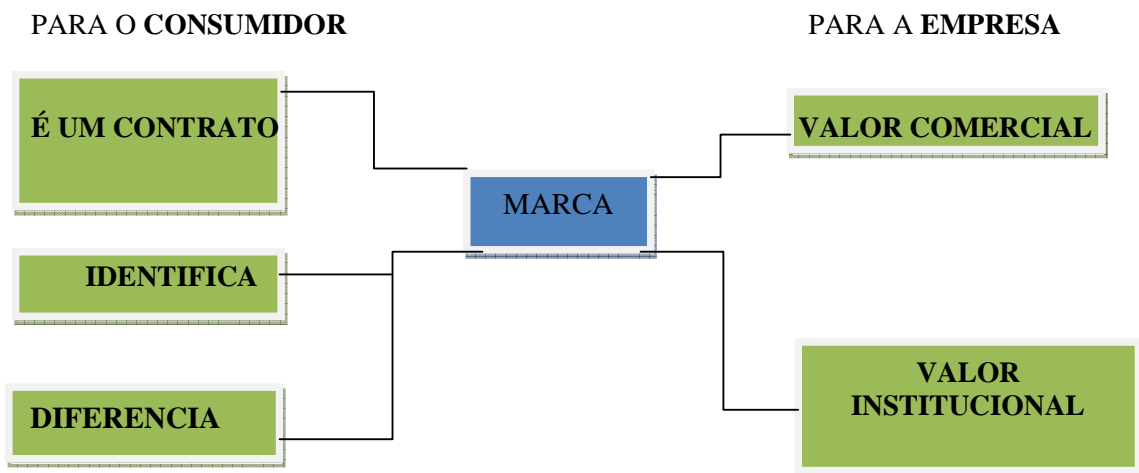 PARA O CONSUMIDOR
PARA A EMPRESA
É UM CONTRATO
VALOR COMERCIAL
MARCA
IDENTIFICA
DIFERENCIA
VALOR
INSTITUCIONAL